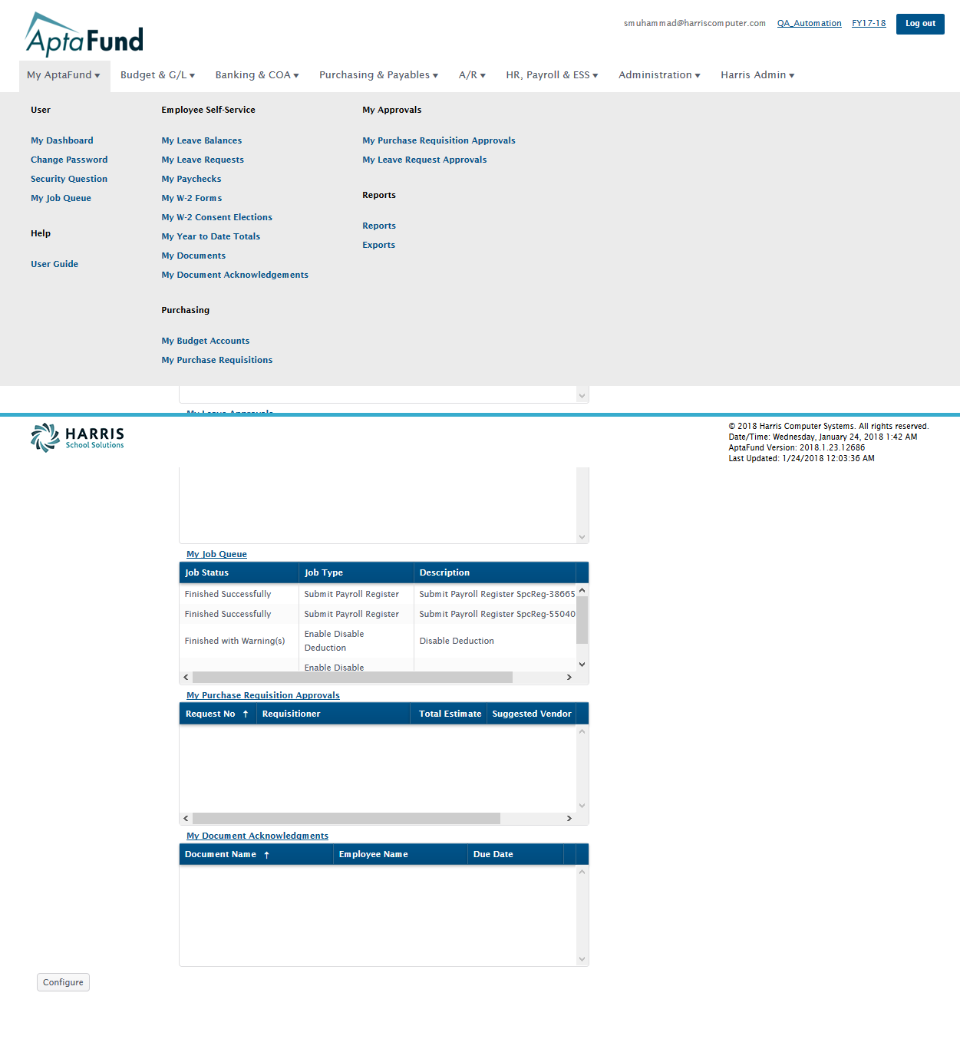 AptaFund
smuhammad@harriscomputer.com QA_Automation FY17-18 Log out
My AptaFund ▾ Budget & G/L ▾ Banking & COA ▾ Purchasing & Payables ▾ A/R ▾ HR, Payroll & ESS ▾ Administration ▾ Harris Admin ▾
User
My Dashboard
Change Password
Security Question
My Job Queue
Help
User Guide
Employee Self-Service
My Leave Balances
My Leave Requests
My Paychecks
My W-2 Forms
My W-2 Consent Elections
My Year to Date Totals
My Documents
My Document Acknowledgements
Purchasing
My Budget Accounts
My Purchase Requisitions
My Approvals
My Purchase Requisition Approvals
My Leave Request Approvals
Reports
Reports
Exports
My Leave Approvals
HARRIS
School Solutions
© 2018 Harris Computer Systems. All rights reserved.
Date/Time: Wednesday, January 24, 2018 1:42 AM
AptaFund Version: 2018.1.23.12686
Last Updated: 1/24/2018 12:03:36 AM
My Job Queue
Job Status Job Type Description
Finished Successfully Submit Payroll Register Submit Payroll Register SpcReg-38665
Finished Successfully Submit Payroll Register Submit Payroll Register SpcReg-55040
Finished with Warning(s) Enable Disable Deduction Disable Deduction
Enable Disable
My Purchase Requisition Approvals
Request No ↑ Requisitioner Total Estimate Suggested Vendor
My Document Acknowledgments
Document Name ↑ Employee Name Due Date
Configure